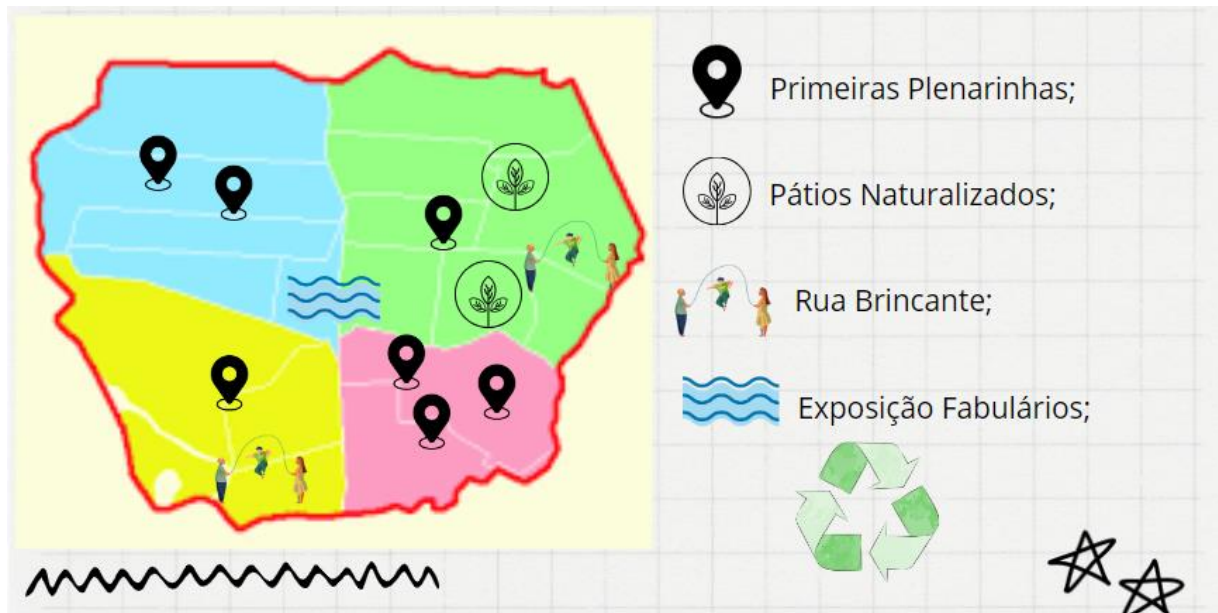 Primeiras Plenarinhas;
Pátios Naturalizados;
Rua Brincante;
Exposição Fabulários;